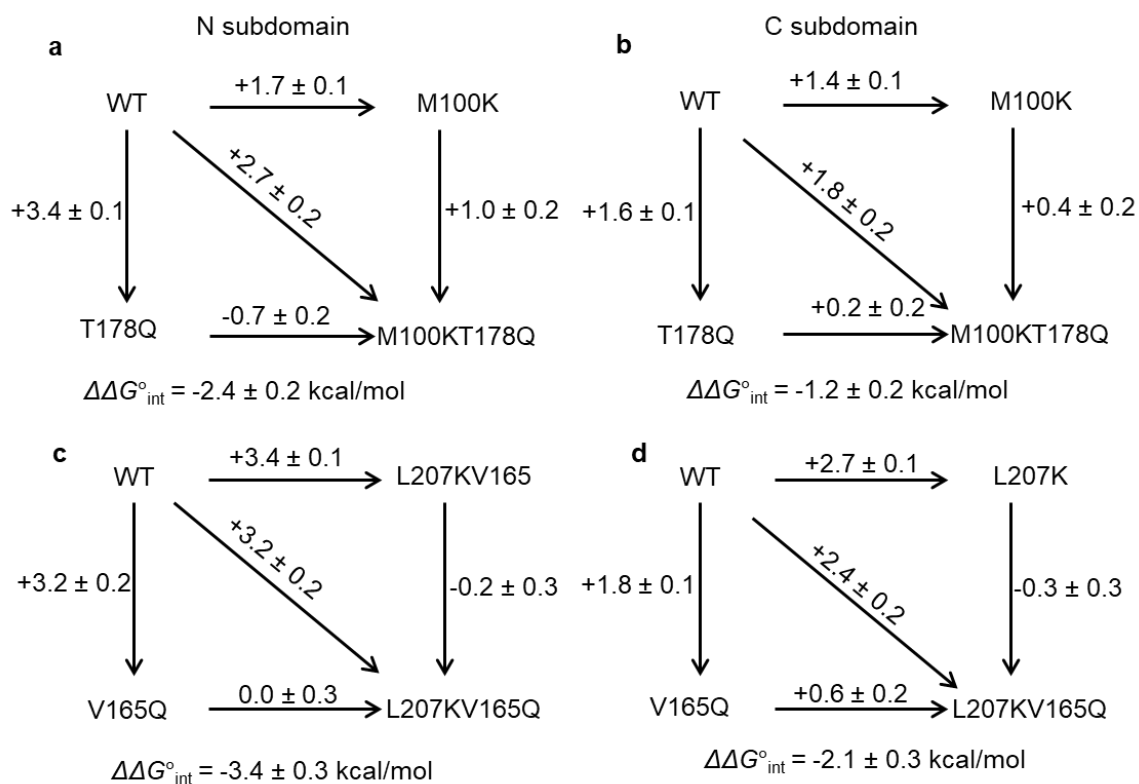 N subdomain
C subdomain
a
+1.7 ± 0.1
WT
M100K
+3.4 ± 0.1
+2.7 ± 0.2
+1.0 ± 0.2
T178Q
-0.7 ± 0.2
M100KT178Q
ΔΔG°int = -2.4 ± 0.2 kcal/mol
b
+1.4 ± 0.1
WT
M100K
+1.6 ± 0.1
+1.8 ± 0.2
+0.4 ± 0.2
T178Q
+0.2 ± 0.2
M100KT178Q
ΔΔG°int = -1.2 ± 0.2 kcal/mol
c
+3.4 ± 0.1
WT
L207KV165
+3.2 ± 0.2
+3.2 ± 0.2
-0.2 ± 0.3
V165Q
0.0 ± 0.3
L207KV165Q
ΔΔG°int = -3.4 ± 0.3 kcal/mol
d
+2.7 ± 0.1
WT
L207K
+1.8 ± 0.1
+2.4 ± 0.2
-0.3 ± 0.3
V165Q
+0.6 ± 0.2
L207KV165Q
ΔΔG°int = -2.1 ± 0.3 kcal/mol